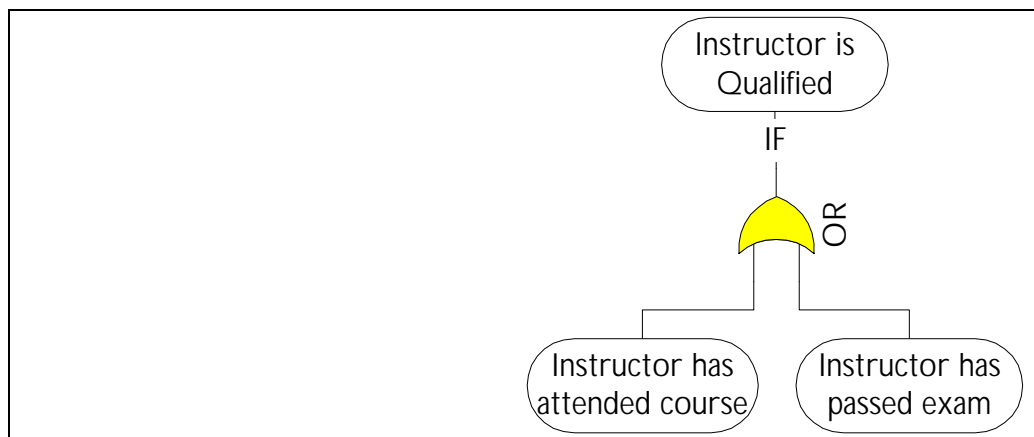 Instructor is
Qualified
IF
OR
Instructor has
attended course
Instructor has
passed exam